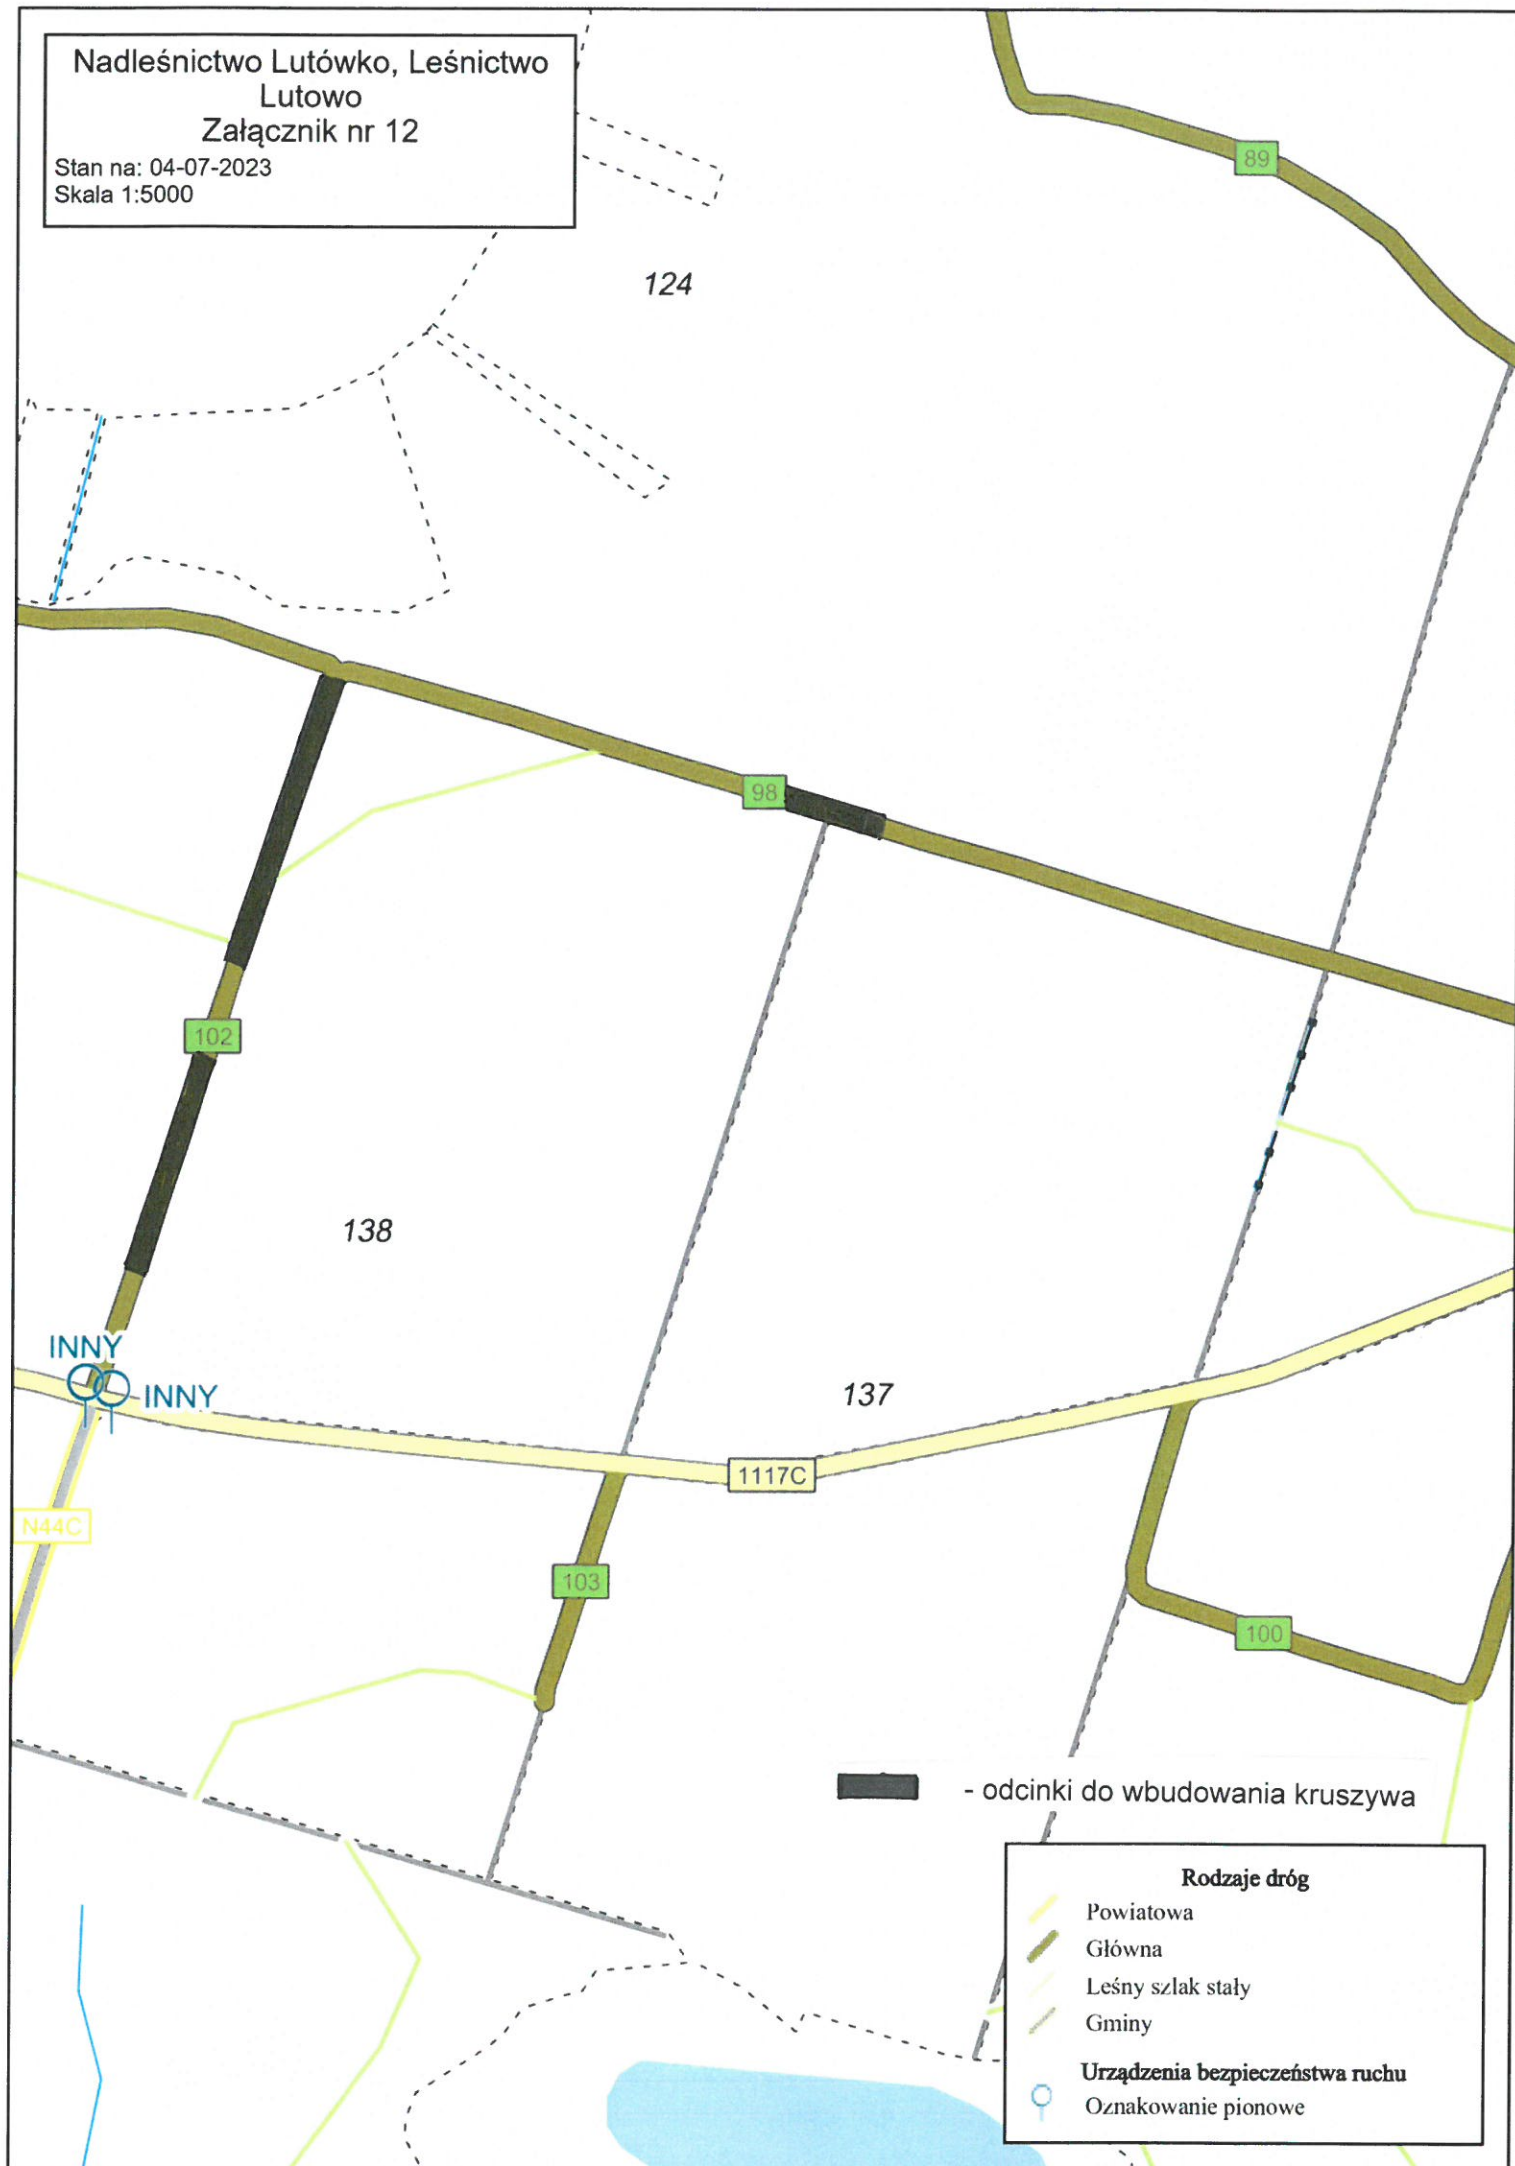 Nadleśnictwo Lutówko, Leśnictwo
Lutowo
Załącznik nr 12
Stan na: 04-07-2023
Skala 1:5000
89
124
98
102
138
INNY
INNY
137
1117C
N44C
103
100
- odcinki do wbudowania kruszywa
Rodzaje dróg
Powiatowa
Główna
Leśny szlak stały
Gminy
Urządzenia bezpieczeństwa ruchu
Oznakowanie pionowe